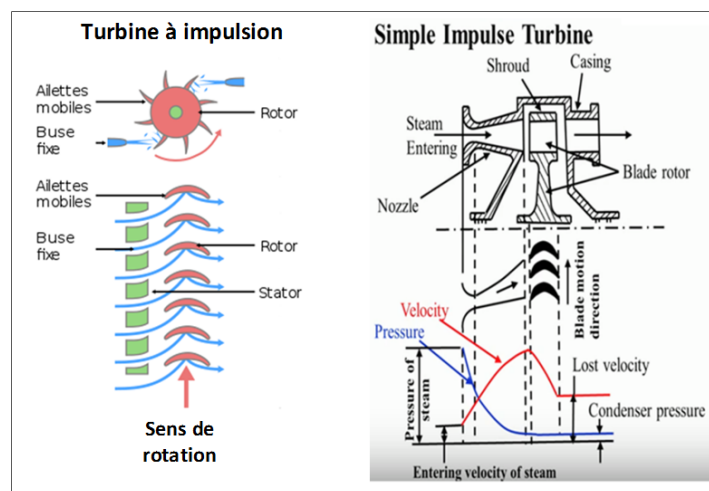 Turbine à impulsion
Ailettes
mobiles
Rotor
Buse
fixe
Ailettes
mobiles
Buse
fixe
Rotor
Stator
Sens de
rotation
Simple Impulse Turbine
Shroud
Casing
Steam
Entering
Blade rotor
Nozzle
Blade motion
direction
Velocity
Pressure
Lost velocity
Pressure of
steam
Condenser pressure
Entering velocity of steam